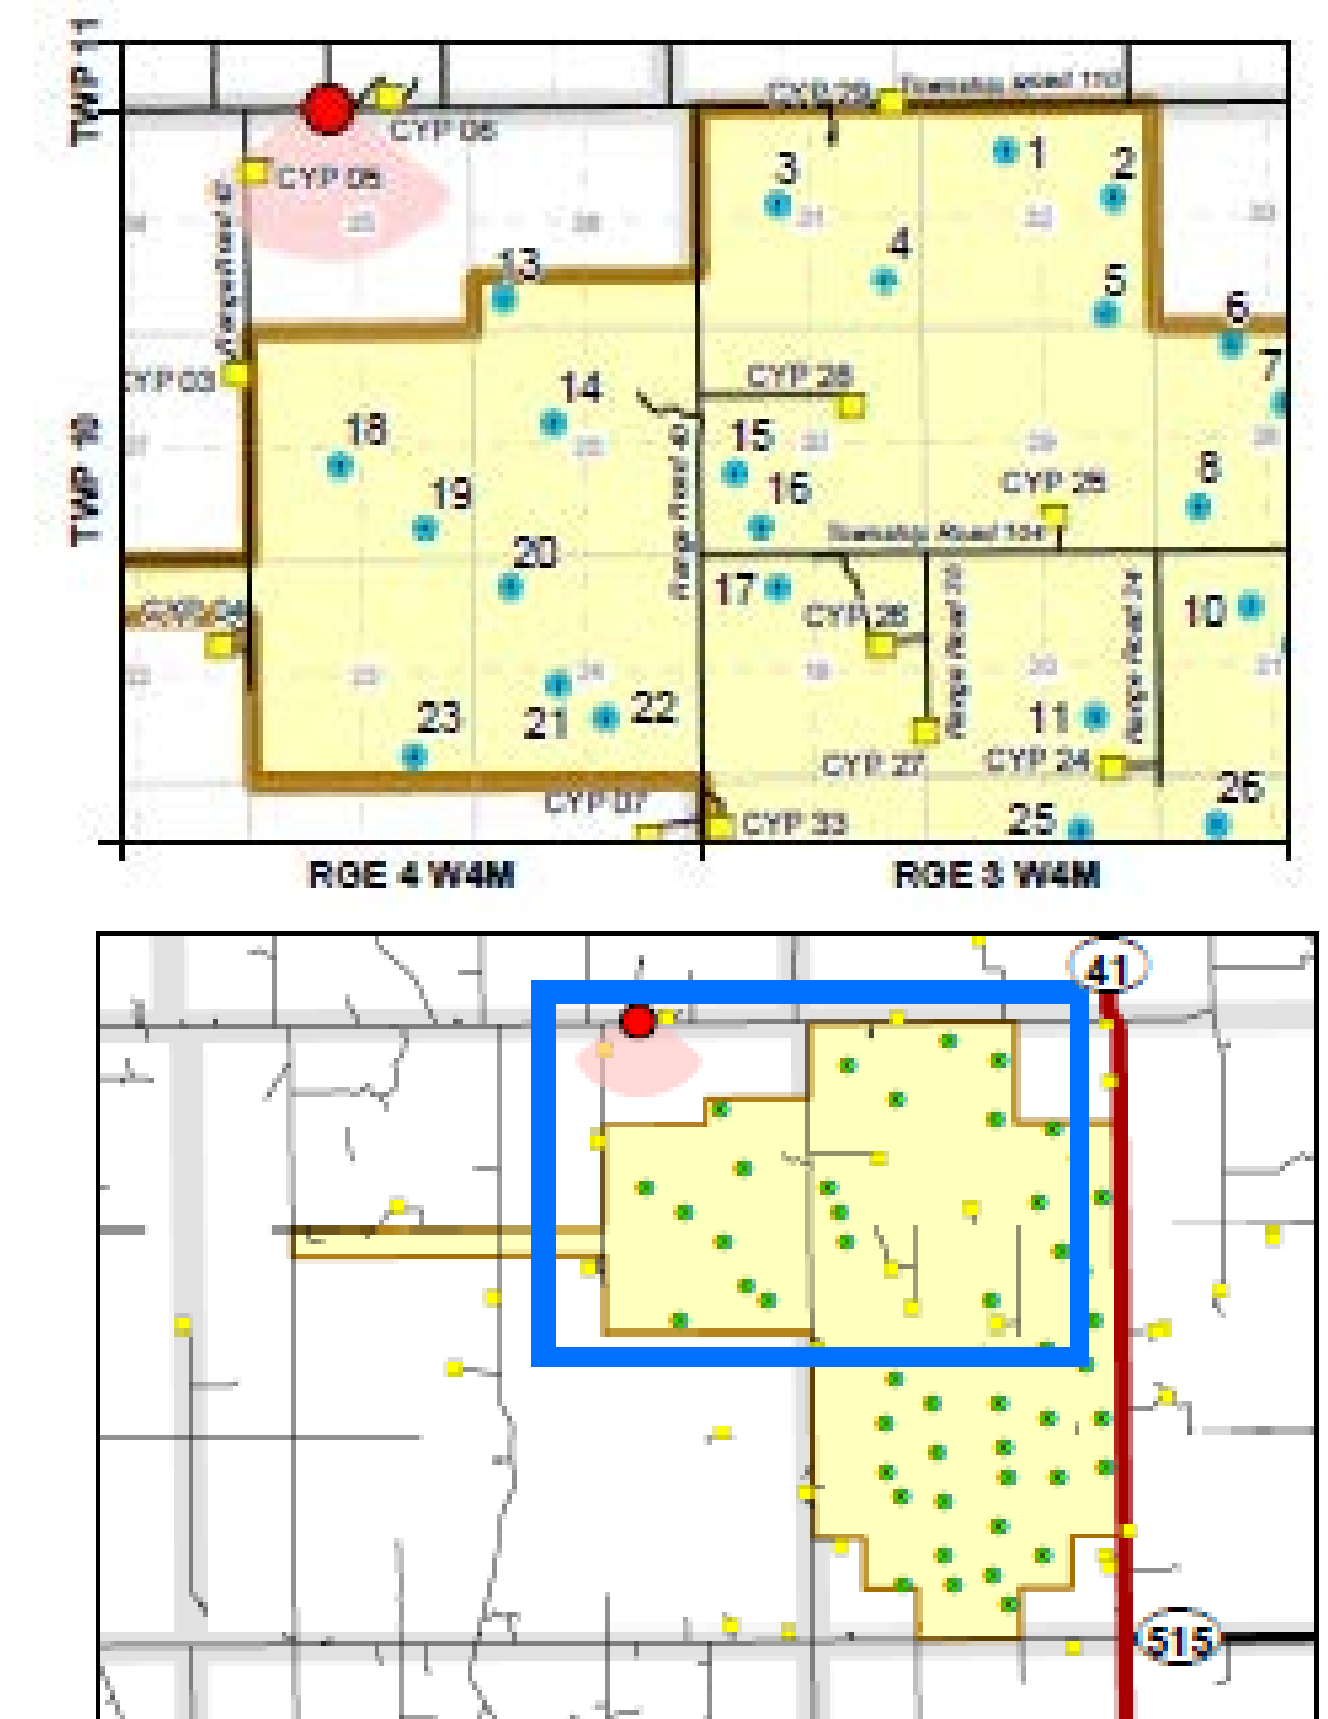 TWP 11
CYP 29 Township Road 110
CYP 06
CYP 05
3
1
2
4
13
5
6
7
CYP 03
CYP 28
14
18
15
8
16
19
CYP 25
TWP 10
Range Road 40
Township Road 104
20
17
CYP 26
10
Range Road 33
Range Road 34
CYP 04
23
21
22
11
CYP 27
CYP 24
26
CYP 07
CYP 33
25
RGE 4 W4M
RGE 3 W4M
41
515